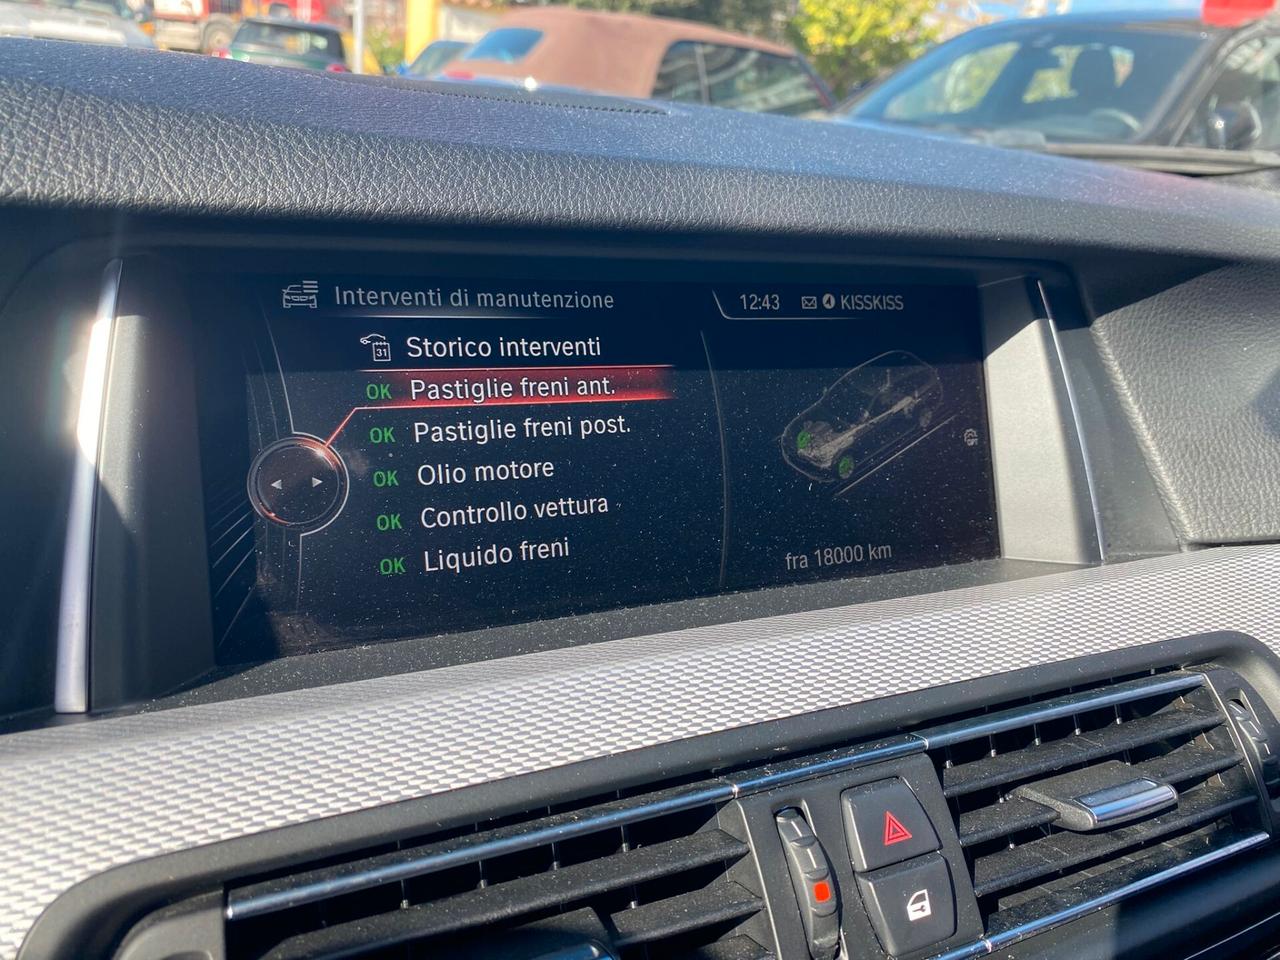 Interventi di manutenzione
12:43 KISSKISS
31 Storico interventi
OK Pastiglie freni ant.
OK Pastiglie freni post.
OK Olio motore
OK Controllo vettura
OK Liquido freni
fra 18000 km